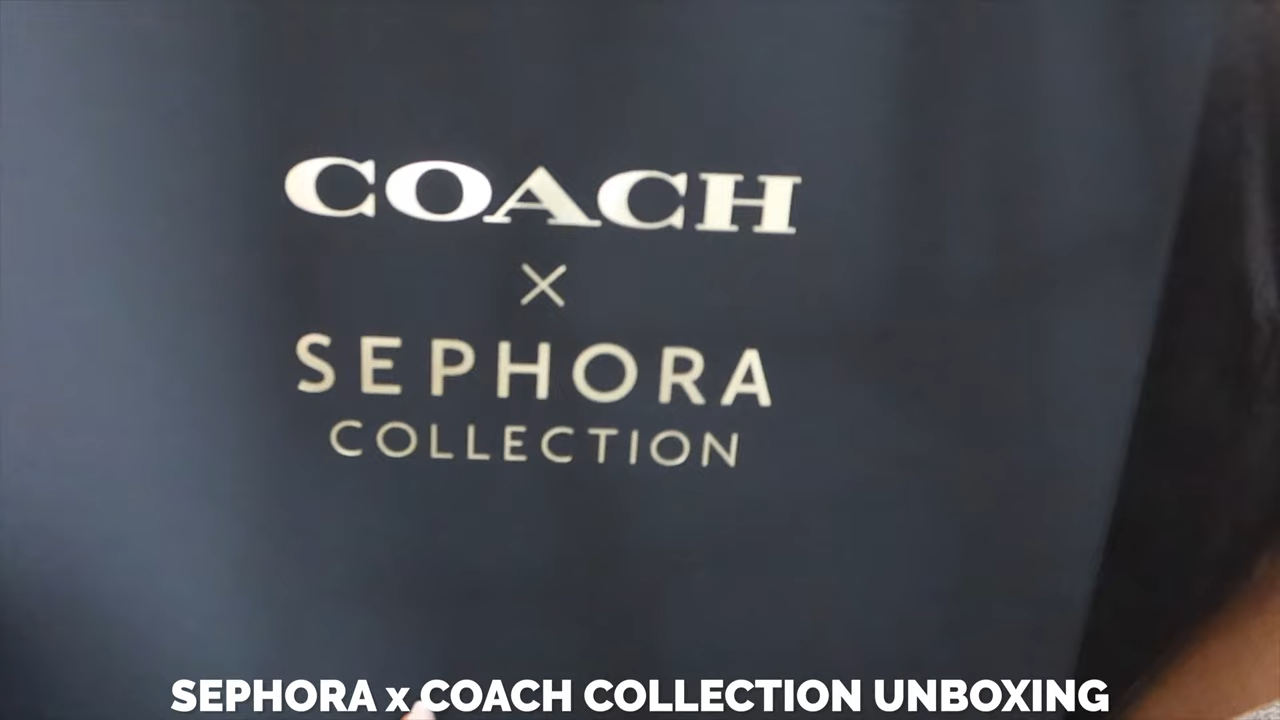 COACH
×
SEPHORA
COLLECTION
SEPHORA x COACH COLLECTION UNBOXING